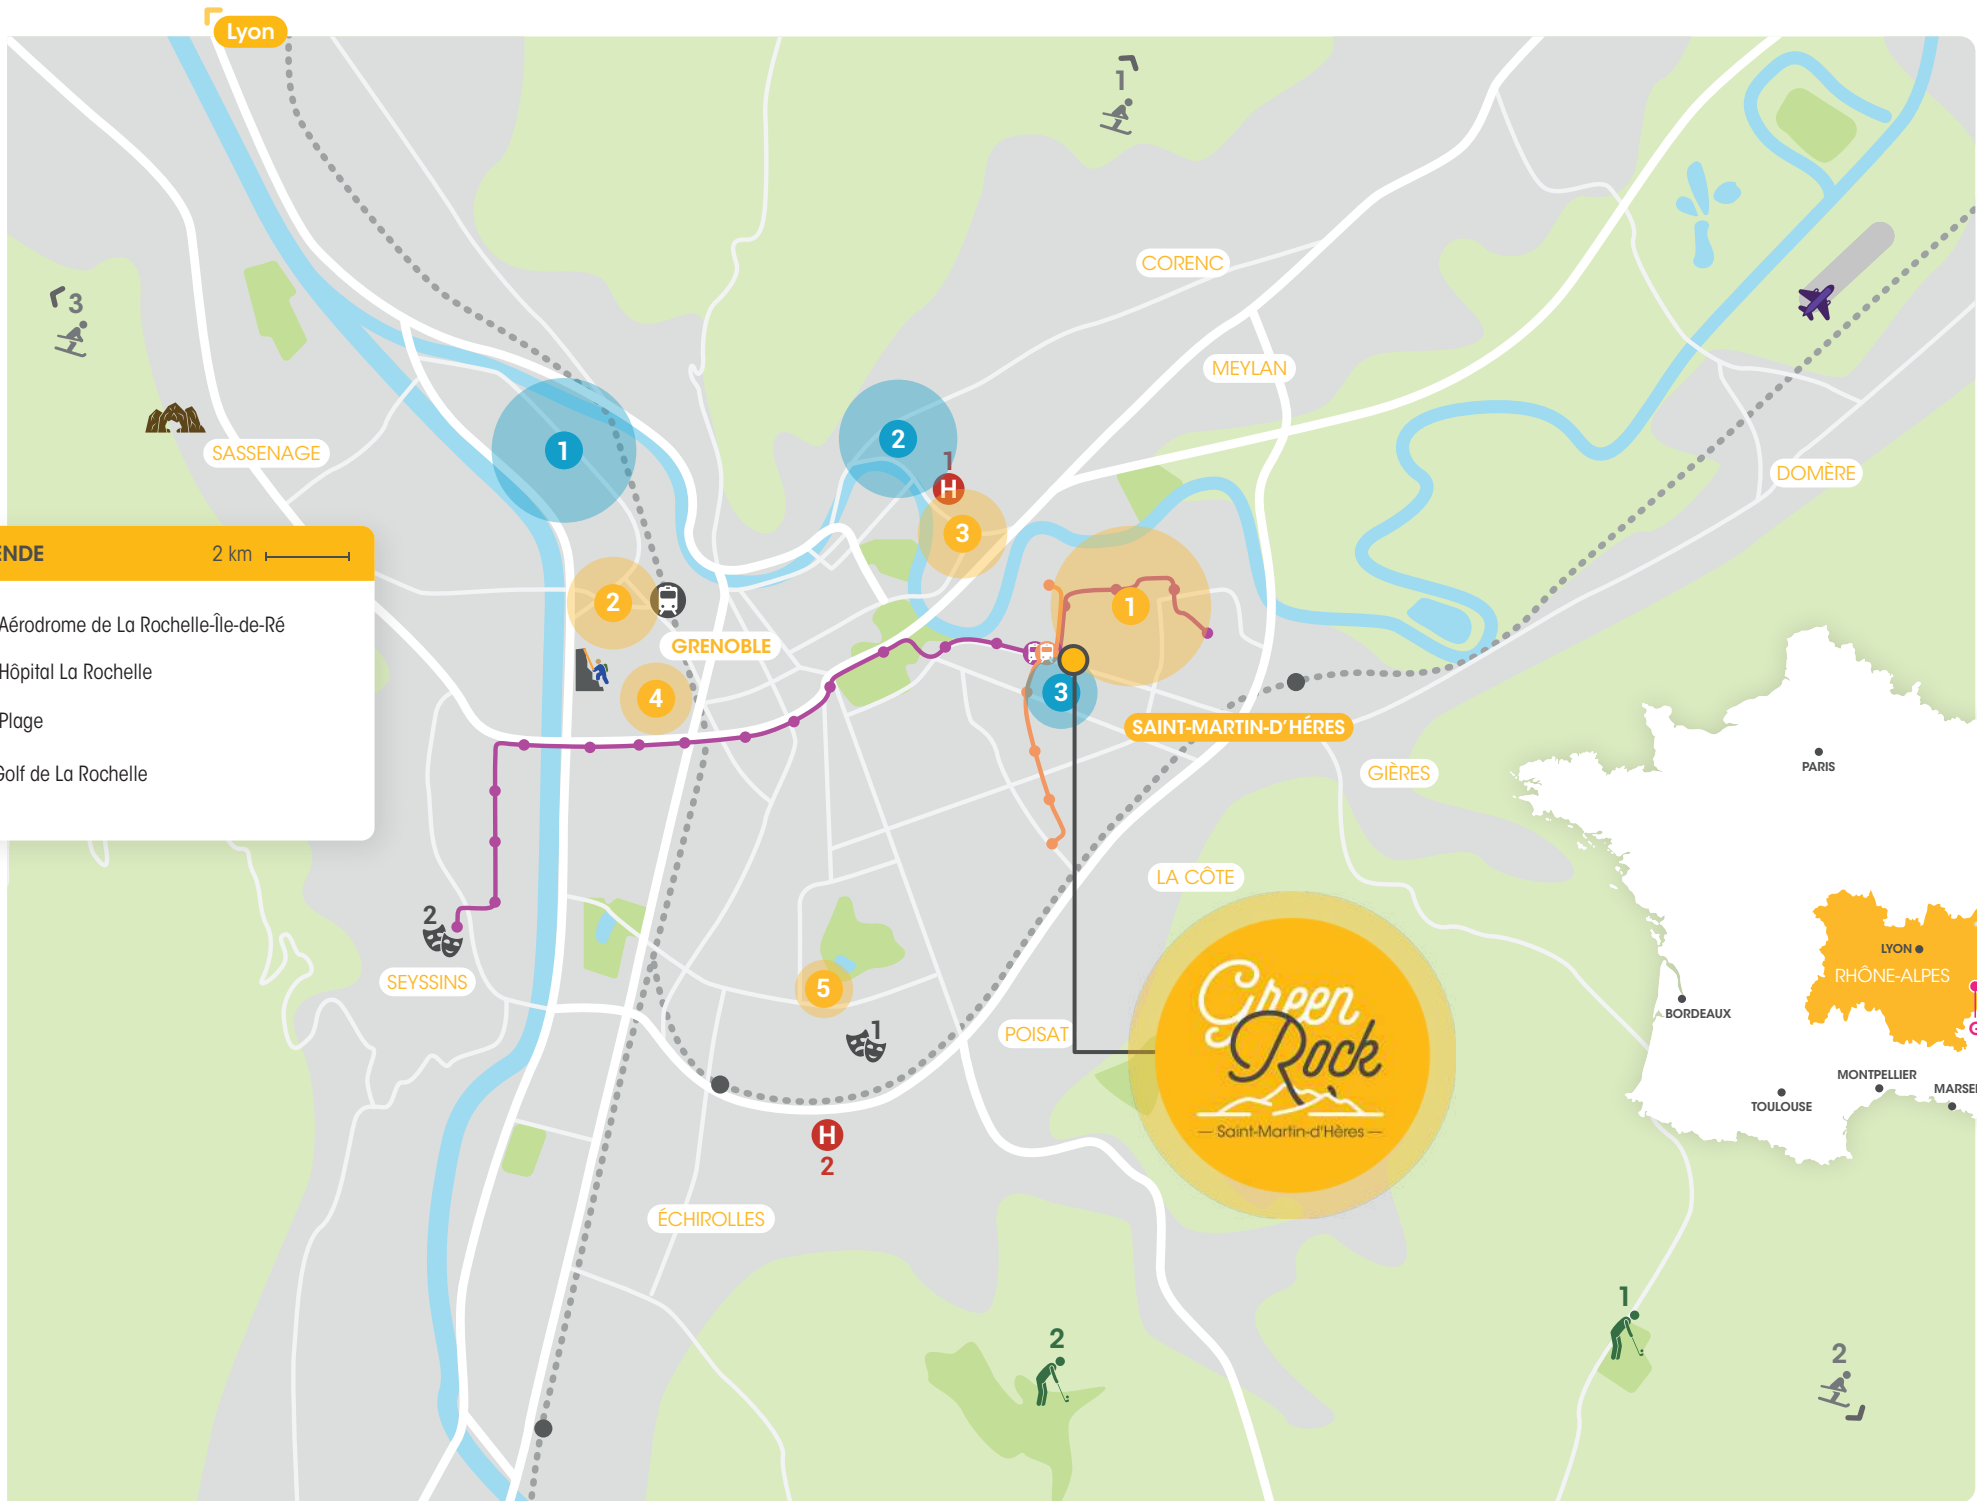 Lyon
1
3
CORENC
MEYLAN
SASSENAGE
1
2
1
H
3
DOMÈRE
ENDE
2 km
Aérodrome de La Rochelle-Île-de-Ré
Hôpital La Rochelle
Plage
Golf de La Rochelle
2
1
GRENOBLE
4
3
SAINT-MARTIN-D'HÉRES
GIÈRES
PARIS
LA CÔTE
2
SEYSSINS
5
1
POISAT
Green
Rock
Saint-Martin-d'Hères
LYON
RHÔNE-ALPES
BORDEAUX
G
MONTPELLIER
MARSEI
TOULOUSE
H
2
ÉCHIROLLES
1
2
2